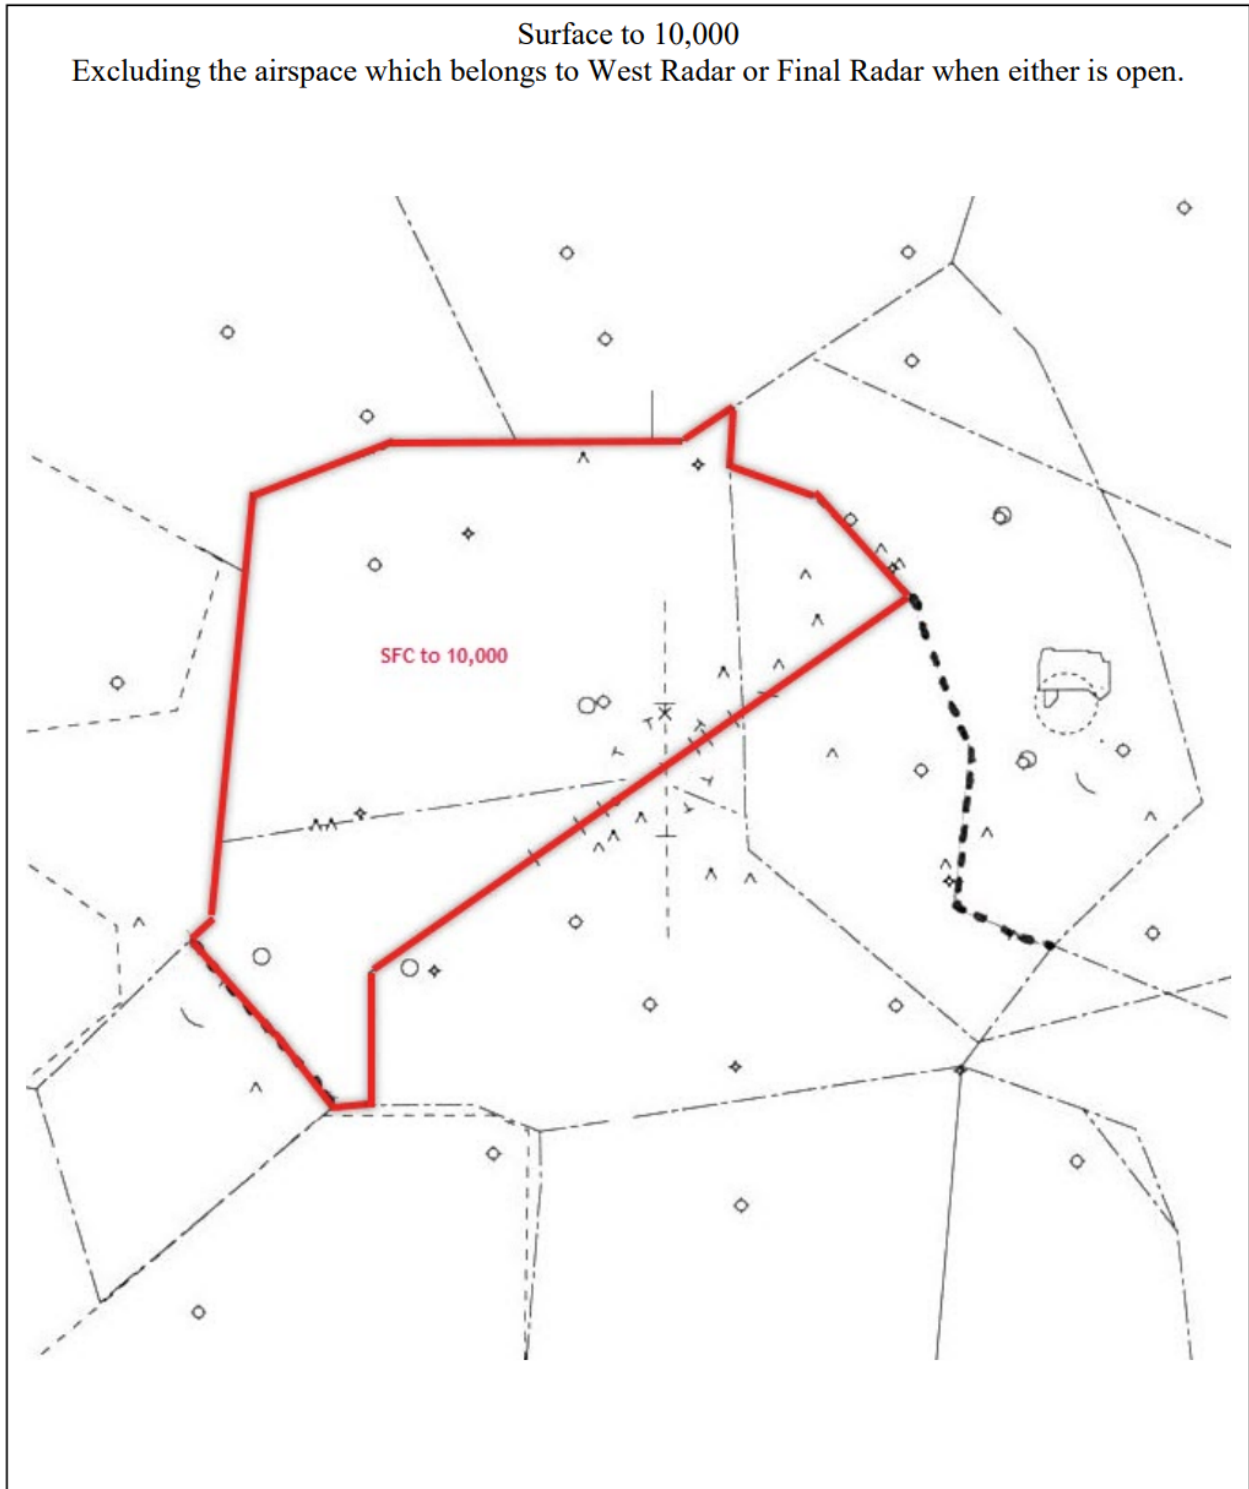 Surface to 10,000
Excluding the airspace which belongs to West Radar or Final Radar when either is open.
SFC to 10,000